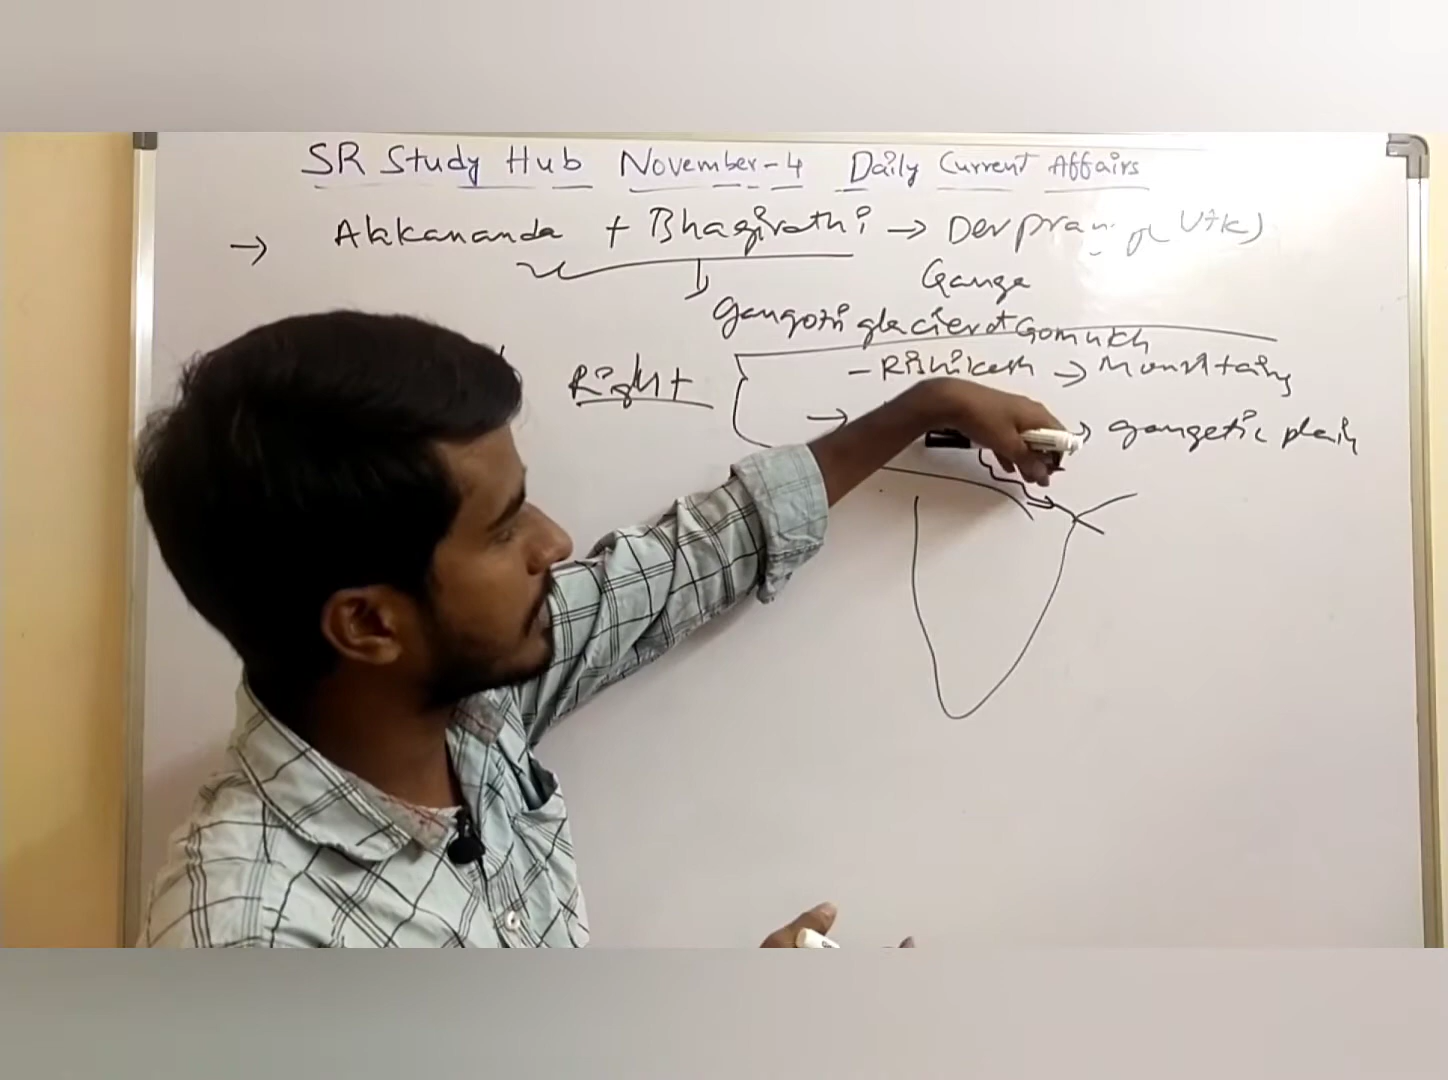 SR Study Hub November-4 Daily Current Affairs
→ Alakananda + Bhagirathi → Devprayag (Utk)
Ganga
Gangotri glacier at Gomukh
Right
- Rishikesh → Mountains
→ → gangetic plain